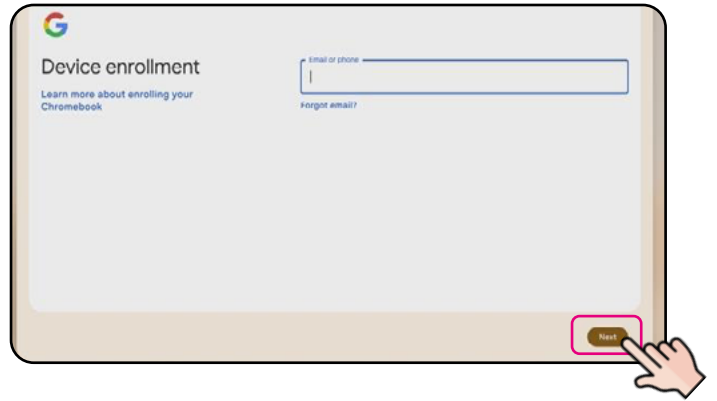 Device enrollment
Learn more about enrolling your
Chromebook
Email or phone
Forgot email?
Next